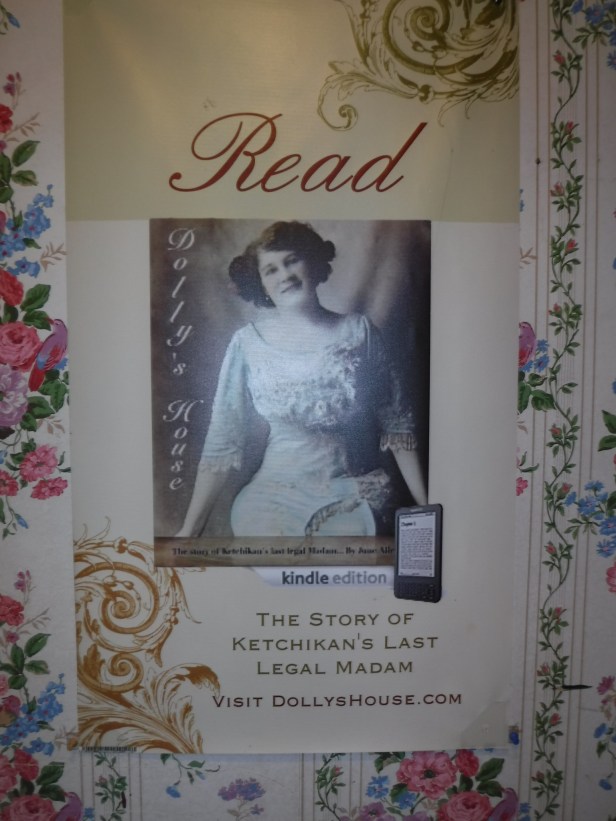 Read
Dolly's House
The story of Ketchikan's last legal Madam... By June
kindle edition
THE STORY OF
KETCHIKAN'S LAST
LEGAL MADAM
VISIT DOLLYSHOUSE.COM